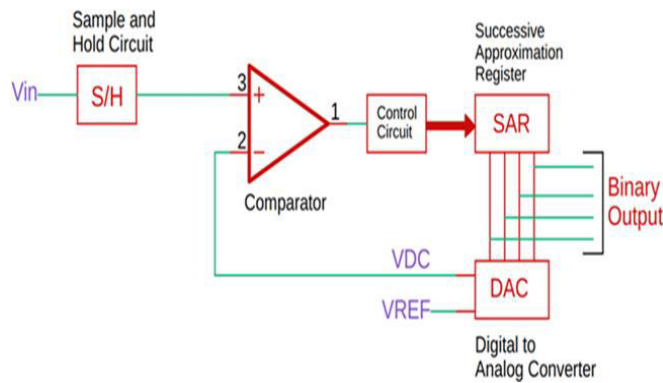 Sample and
Hold Circuit
Successive
Approximation
Register
Vin
S/H
3
+
1
2
−
Control
Circuit
SAR
Comparator
Binary
Output
VDC
DAC
VREF
Digital to
Analog Converter